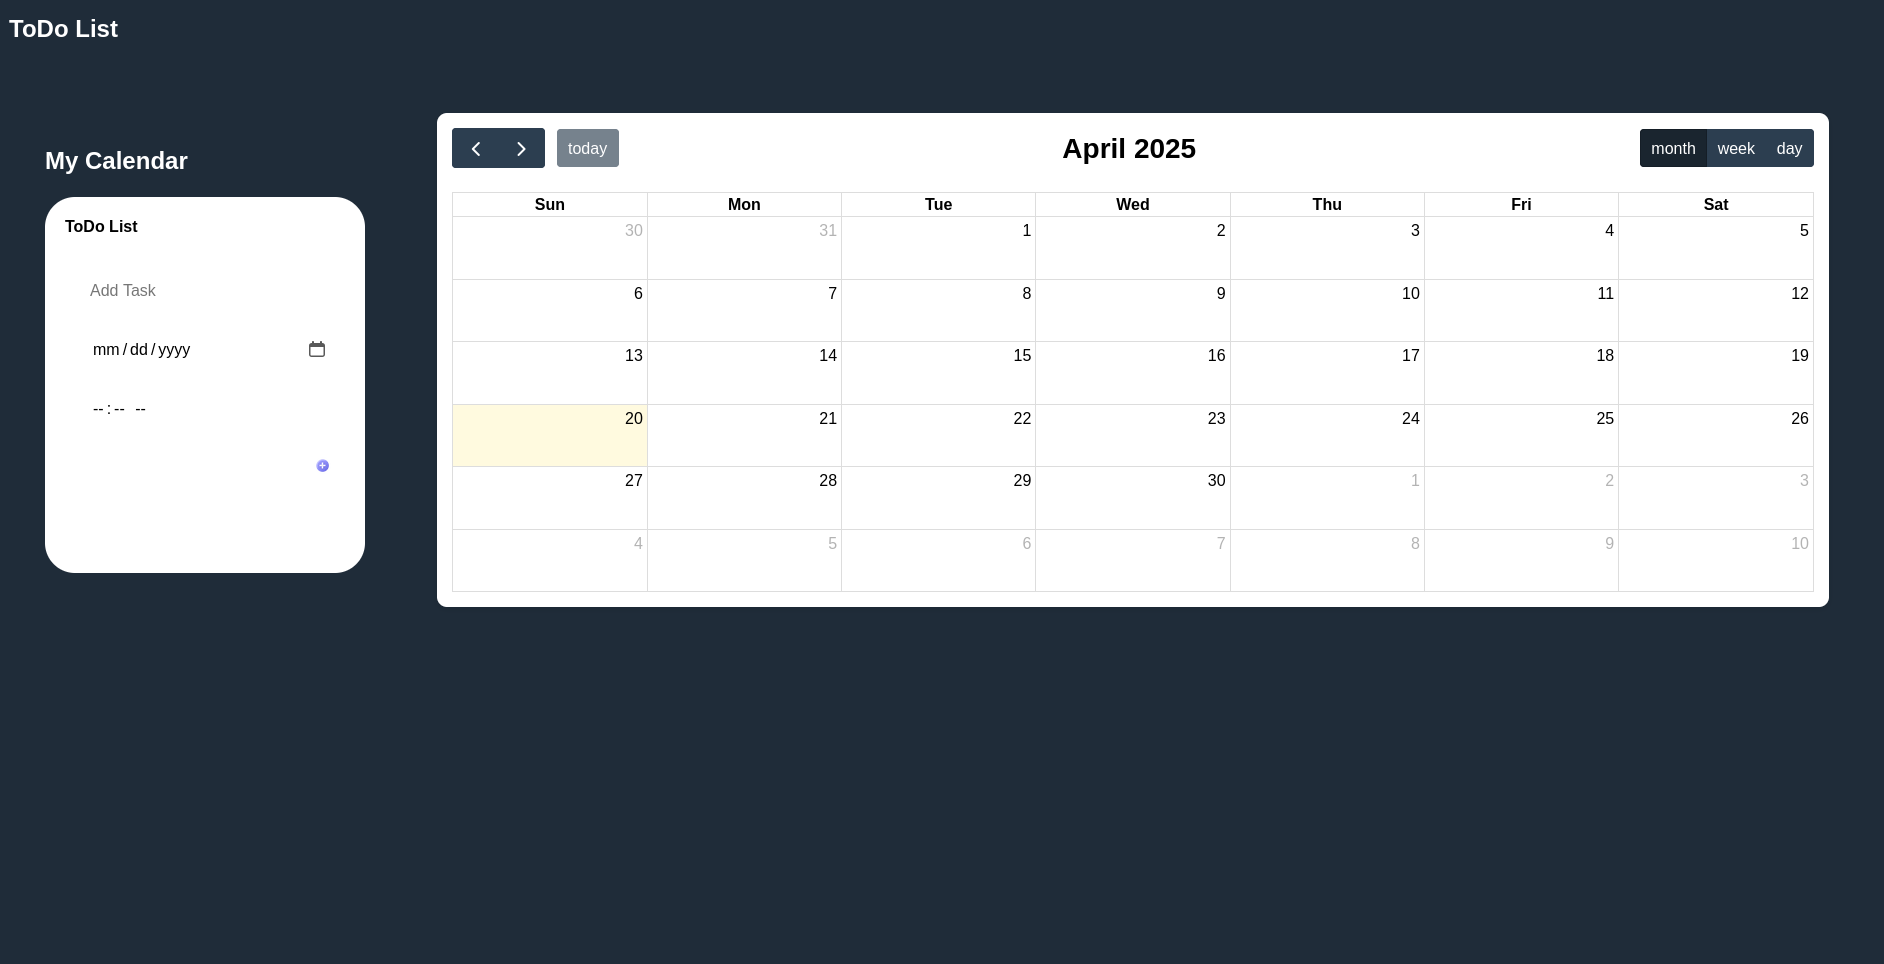 ToDo List
My Calendar
ToDo List
Add Task
mm/dd/yyyy
--:-- --
today
April 2025
month week day
Sun Mon Tue Wed Thu Fri Sat
30 31 1 2 3 4 5
6 7 8 9 10 11 12
13 14 15 16 17 18 19
20 21 22 23 24 25 26
27 28 29 30 1 2 3
4 5 6 7 8 9 10